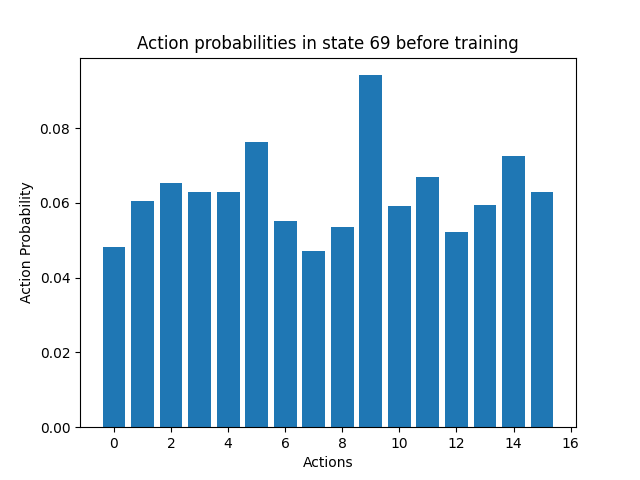 Action probabilities in state 69 before training
Action Probability
0.08
0.06
0.04
0.02
0.00
0 2 4 6 8 10 12 14 16
Actions